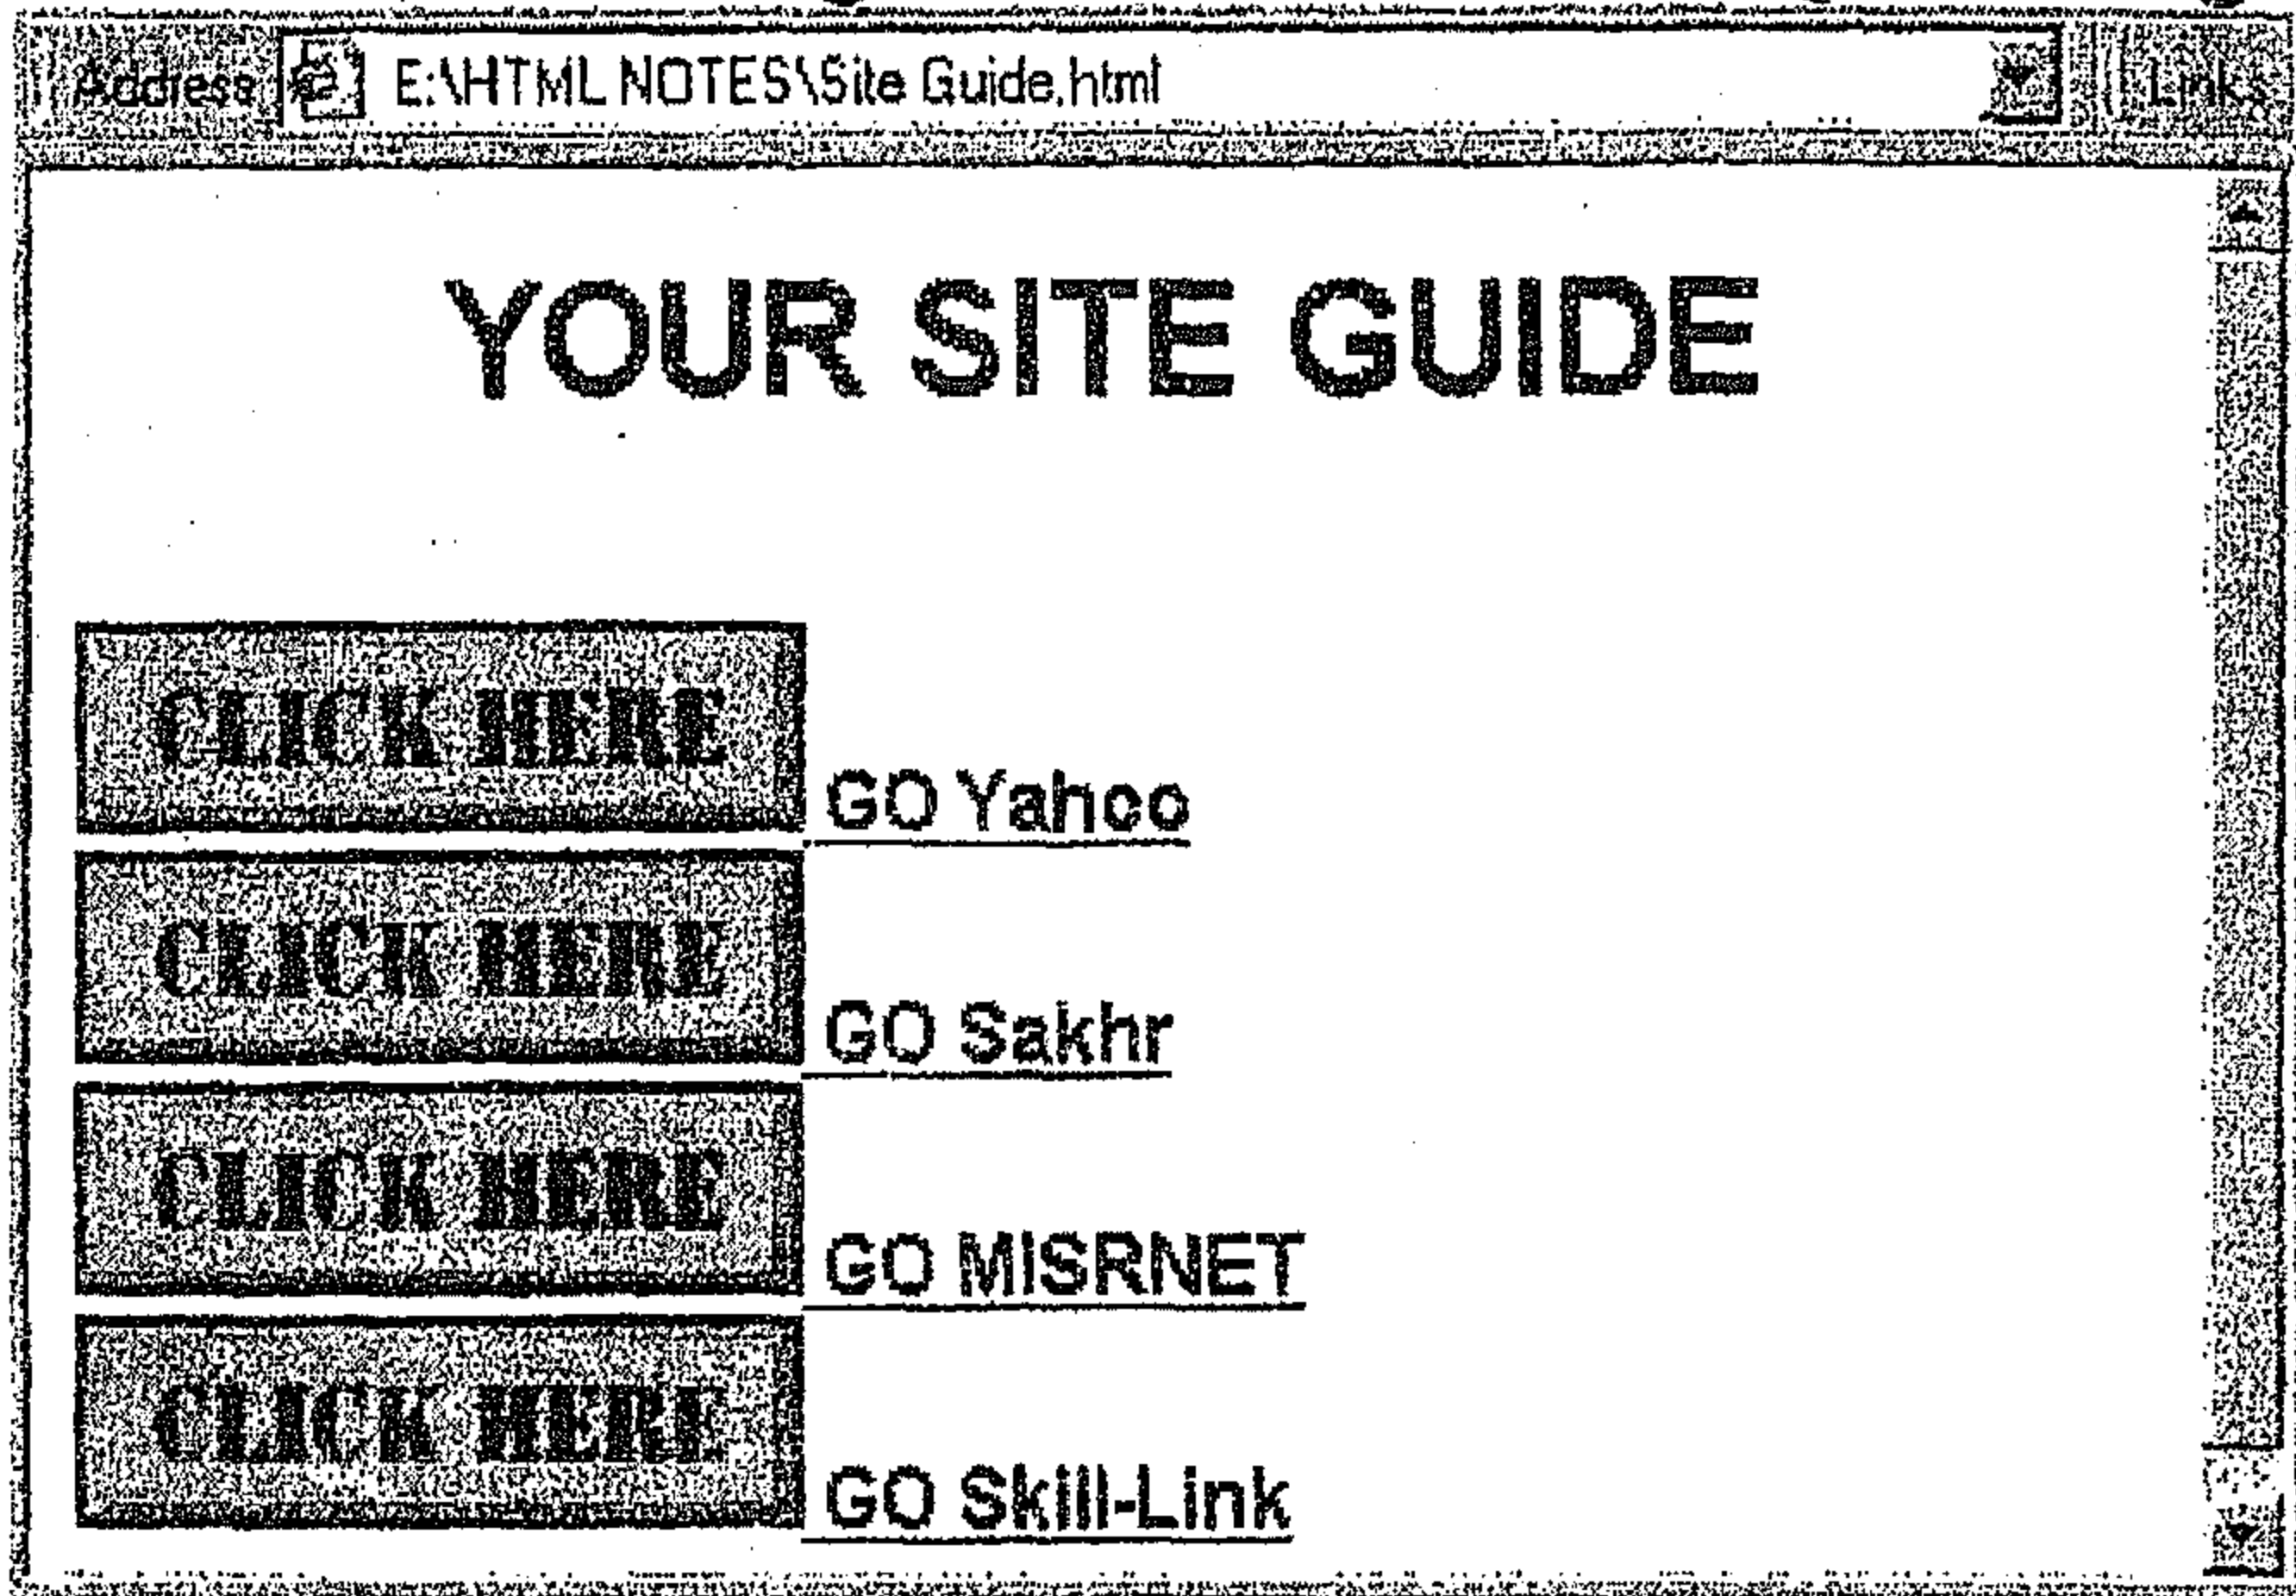 Address E:\HTML NOTES\Site Guide.html Links
YOUR SITE GUIDE
CLICK HERE GO Yahoo
CLICK HERE GO Sakhr
CLICK HERE GO MISRNET
CLICK HERE GO Skill-Link